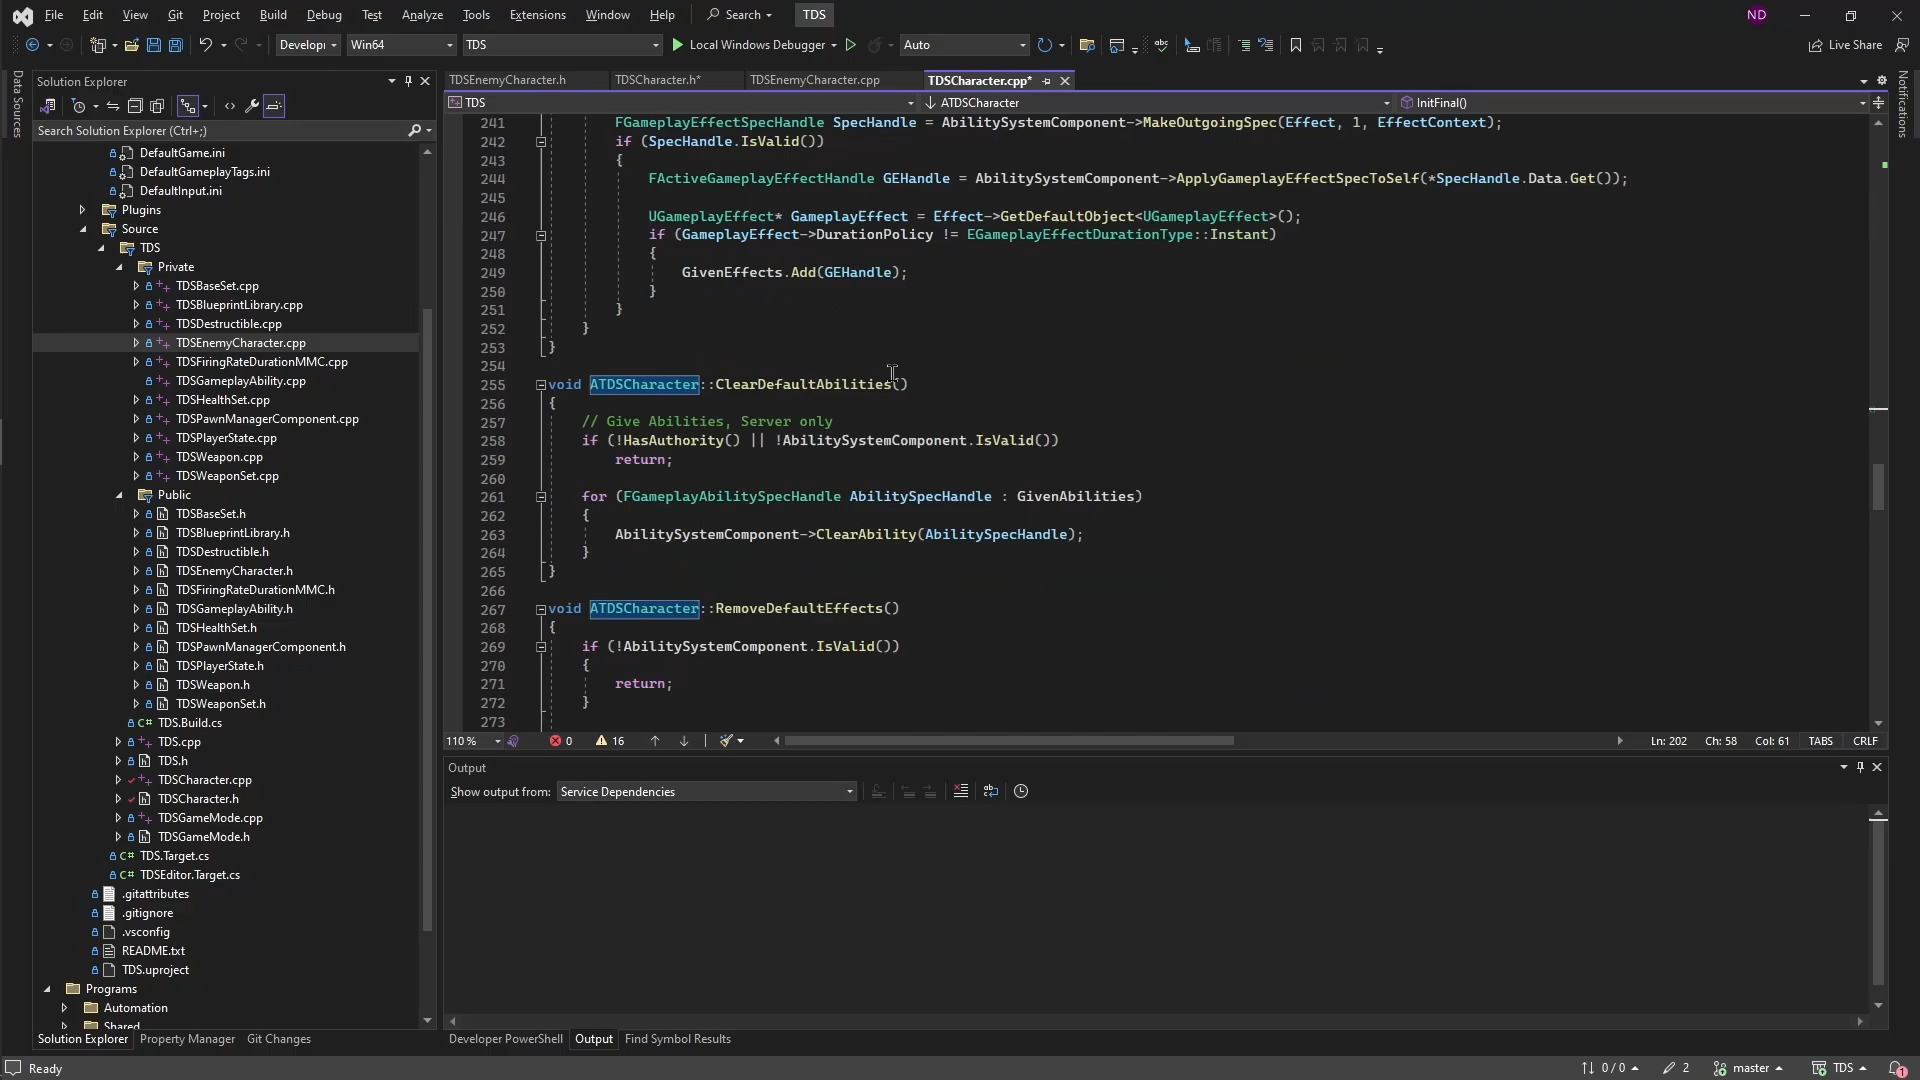 File Edit View Git Project Build Debug Test Analyze Tools Extensions Window Help Search TDS ND
Develop Win64 TDS Local Windows Debugger Auto Live Share
Data Sources
Notifications
Solution Explorer
Search Solution Explorer (Ctrl+;)
DefaultGame.ini
DefaultGameplayTags.ini
DefaultInput.ini
Plugins
Source
TDS
Private
TDSBaseSet.cpp
TDSBlueprintLibrary.cpp
TDSDestructible.cpp
TDSEnemyCharacter.cpp
TDSFiringRateDurationMMC.cpp
TDSGameplayAbility.cpp
TDSHealthSet.cpp
TDSPawnManagerComponent.cpp
TDSPlayerState.cpp
TDSWeapon.cpp
TDSWeaponSet.cpp
Public
TDSBaseSet.h
TDSBlueprintLibrary.h
TDSDestructible.h
TDSEnemyCharacter.h
TDSFiringRateDurationMMC.h
TDSGameplayAbility.h
TDSHealthSet.h
TDSPawnManagerComponent.h
TDSPlayerState.h
TDSWeapon.h
TDSWeaponSet.h
TDS.Build.cs
TDS.cpp
TDS.h
TDSCharacter.cpp
TDSCharacter.h
TDSGameMode.cpp
TDSGameMode.h
TDS.Target.cs
TDSEditor.Target.cs
.gitattributes
.gitignore
.vsconfig
README.txt
TDS.uproject
Programs
Automation
Shared
Solution Explorer Property Manager Git Changes
TDSEnemyCharacter.h TDSCharacter.h* TDSEnemyCharacter.cpp TDSCharacter.cpp*
TDS ATDSCharacter InitFinal()
241 FGameplayEffectSpecHandle SpecHandle = AbilitySystemComponent->MakeOutgoingSpec(Effect, 1, EffectContext);
242 if (SpecHandle.IsValid())
243 {
244 FActiveGameplayEffectHandle GEHandle = AbilitySystemComponent->ApplyGameplayEffectSpecToSelf(*SpecHandle.Data.Get());
245
246 UGameplayEffect* GameplayEffect = Effect->GetDefaultObject<UGameplayEffect>();
247 if (GameplayEffect->DurationPolicy != EGameplayEffectDurationType::Instant)
248 {
249 GivenEffects.Add(GEHandle);
250 }
251 }
252 }
253 }
254
255 void ATDSCharacter::ClearDefaultAbilities()
256 {
257 // Give Abilities, Server only
258 if (!HasAuthority() || !AbilitySystemComponent.IsValid())
259 return;
260
261 for (FGameplayAbilitySpecHandle AbilitySpecHandle : GivenAbilities)
262 {
263 AbilitySystemComponent->ClearAbility(AbilitySpecHandle);
264 }
265 }
266
267 void ATDSCharacter::RemoveDefaultEffects()
268 {
269 if (!AbilitySystemComponent.IsValid())
270 {
271 return;
272 }
273
110 % 0 16 Ln: 202 Ch: 58 Col: 61 TABS CRLF
Output
Show output from: Service Dependencies
Developer PowerShell Output Find Symbol Results
Ready 0 / 0 2 master TDS 1